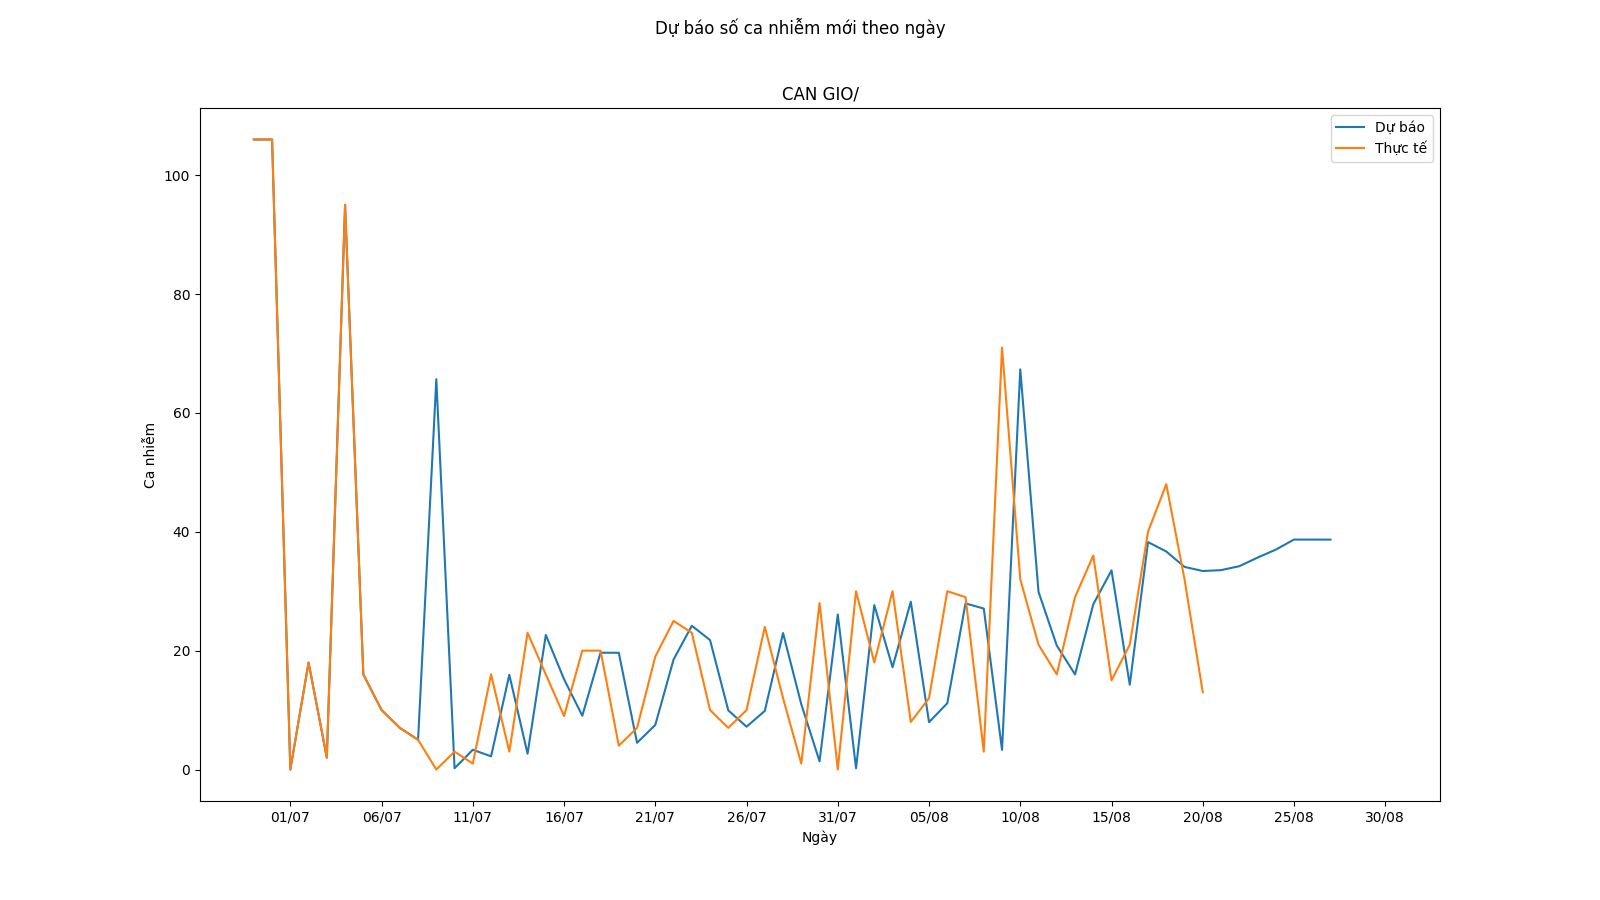 Dự báo số ca nhiễm mới theo ngày
CAN GIO/
Dự báo
Thực tế
100
80
60
40
20
0
Ca nhiễm
01/07 06/07 11/07 16/07 21/07 26/07 31/07 05/08 10/08 15/08 20/08 25/08 30/08
Ngày